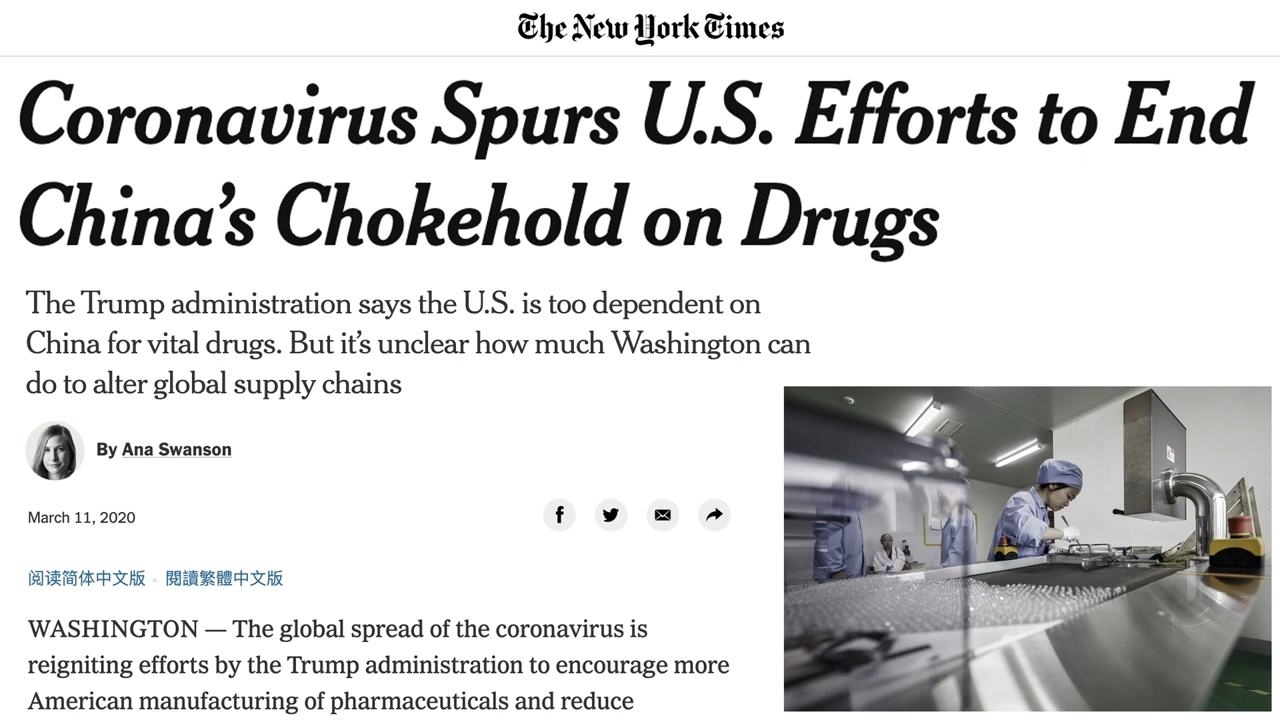 The New York Times
Coronavirus Spurs U.S. Efforts to End
China’s Chokehold on Drugs
The Trump administration says the U.S. is too dependent on
China for vital drugs. But it’s unclear how much Washington can
do to alter global supply chains
By Ana Swanson
March 11, 2020
阅读简体中文版 • 閱讀繁體中文版
WASHINGTON — The global spread of the coronavirus is
reigniting efforts by the Trump administration to encourage more
American manufacturing of pharmaceuticals and reduce